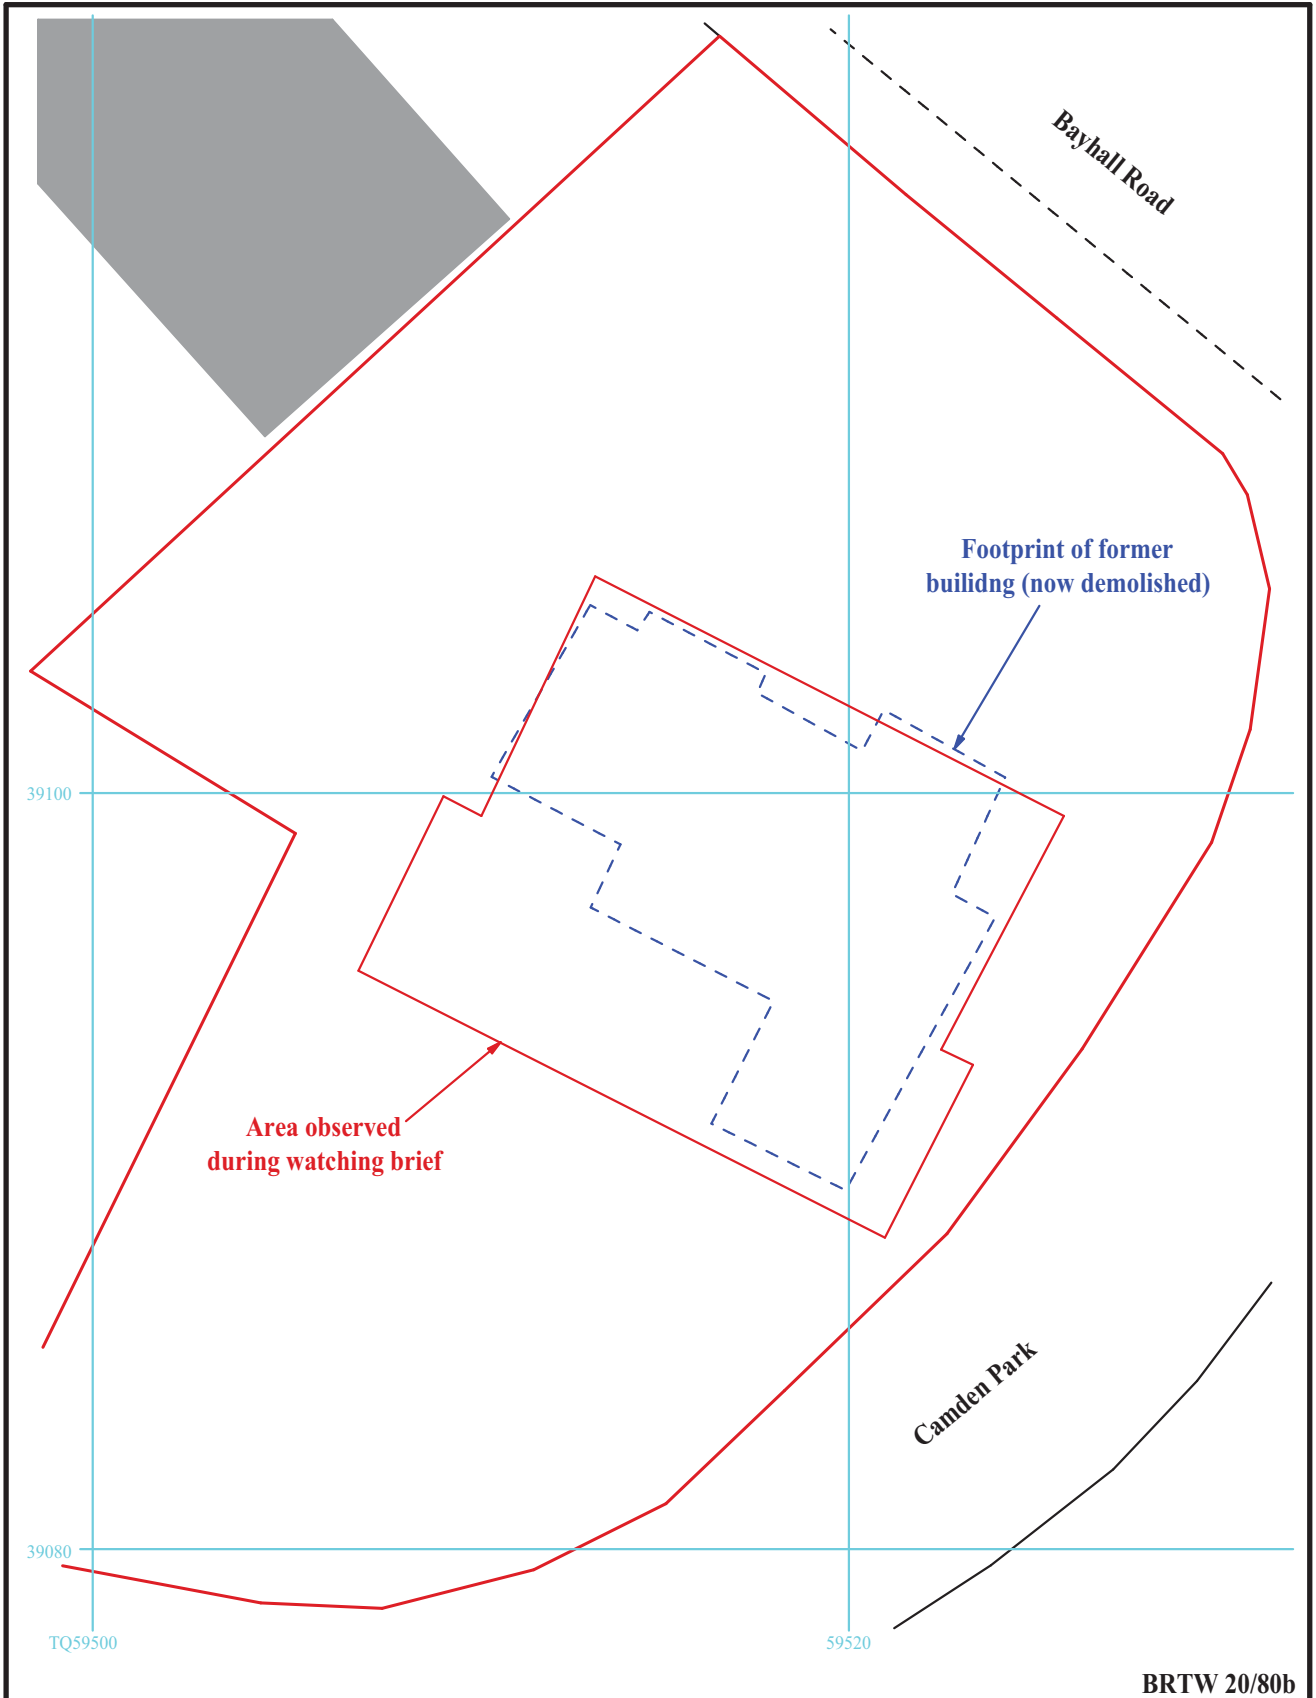 Bayhall Road
Footprint of former
builidng (now demolished)
39100
Area observed
during watching brief
Camden Park
39080
TQ59500
59520
BRTW 20/80b